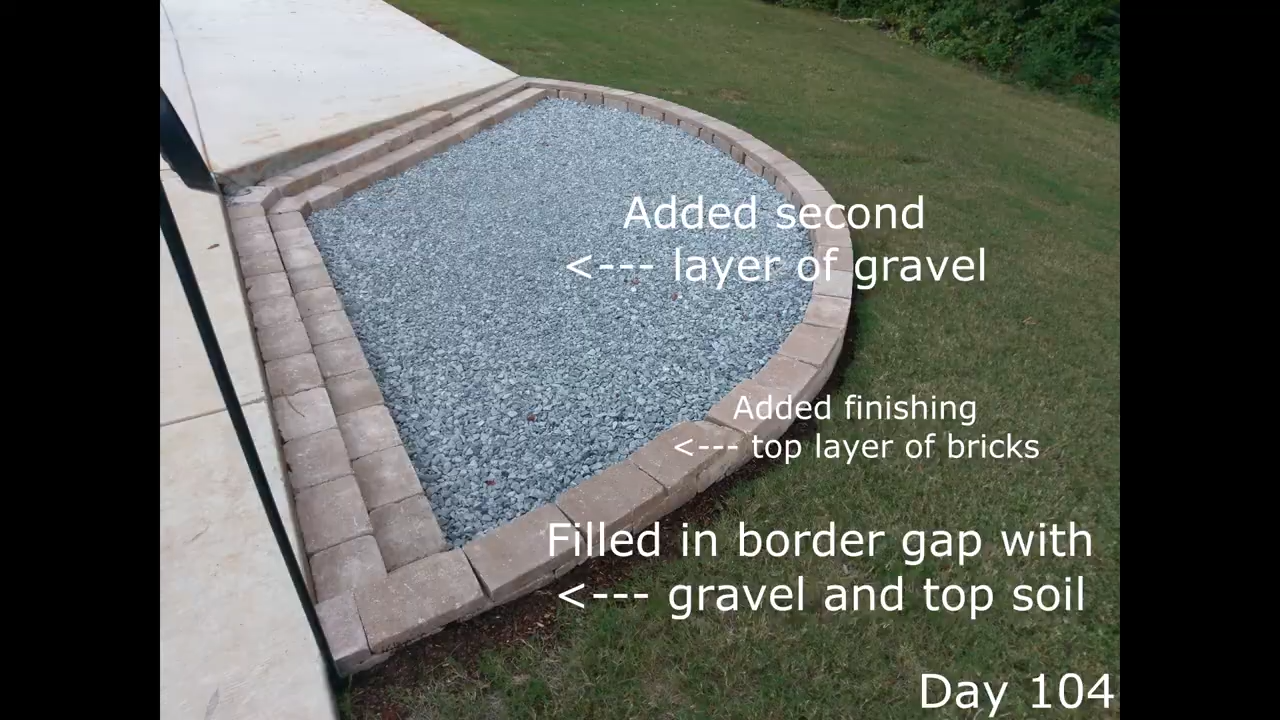 Added second
<--- layer of gravel
Added finishing
<--- top layer of bricks
Filled in border gap with
<--- gravel and top soil
Day 104